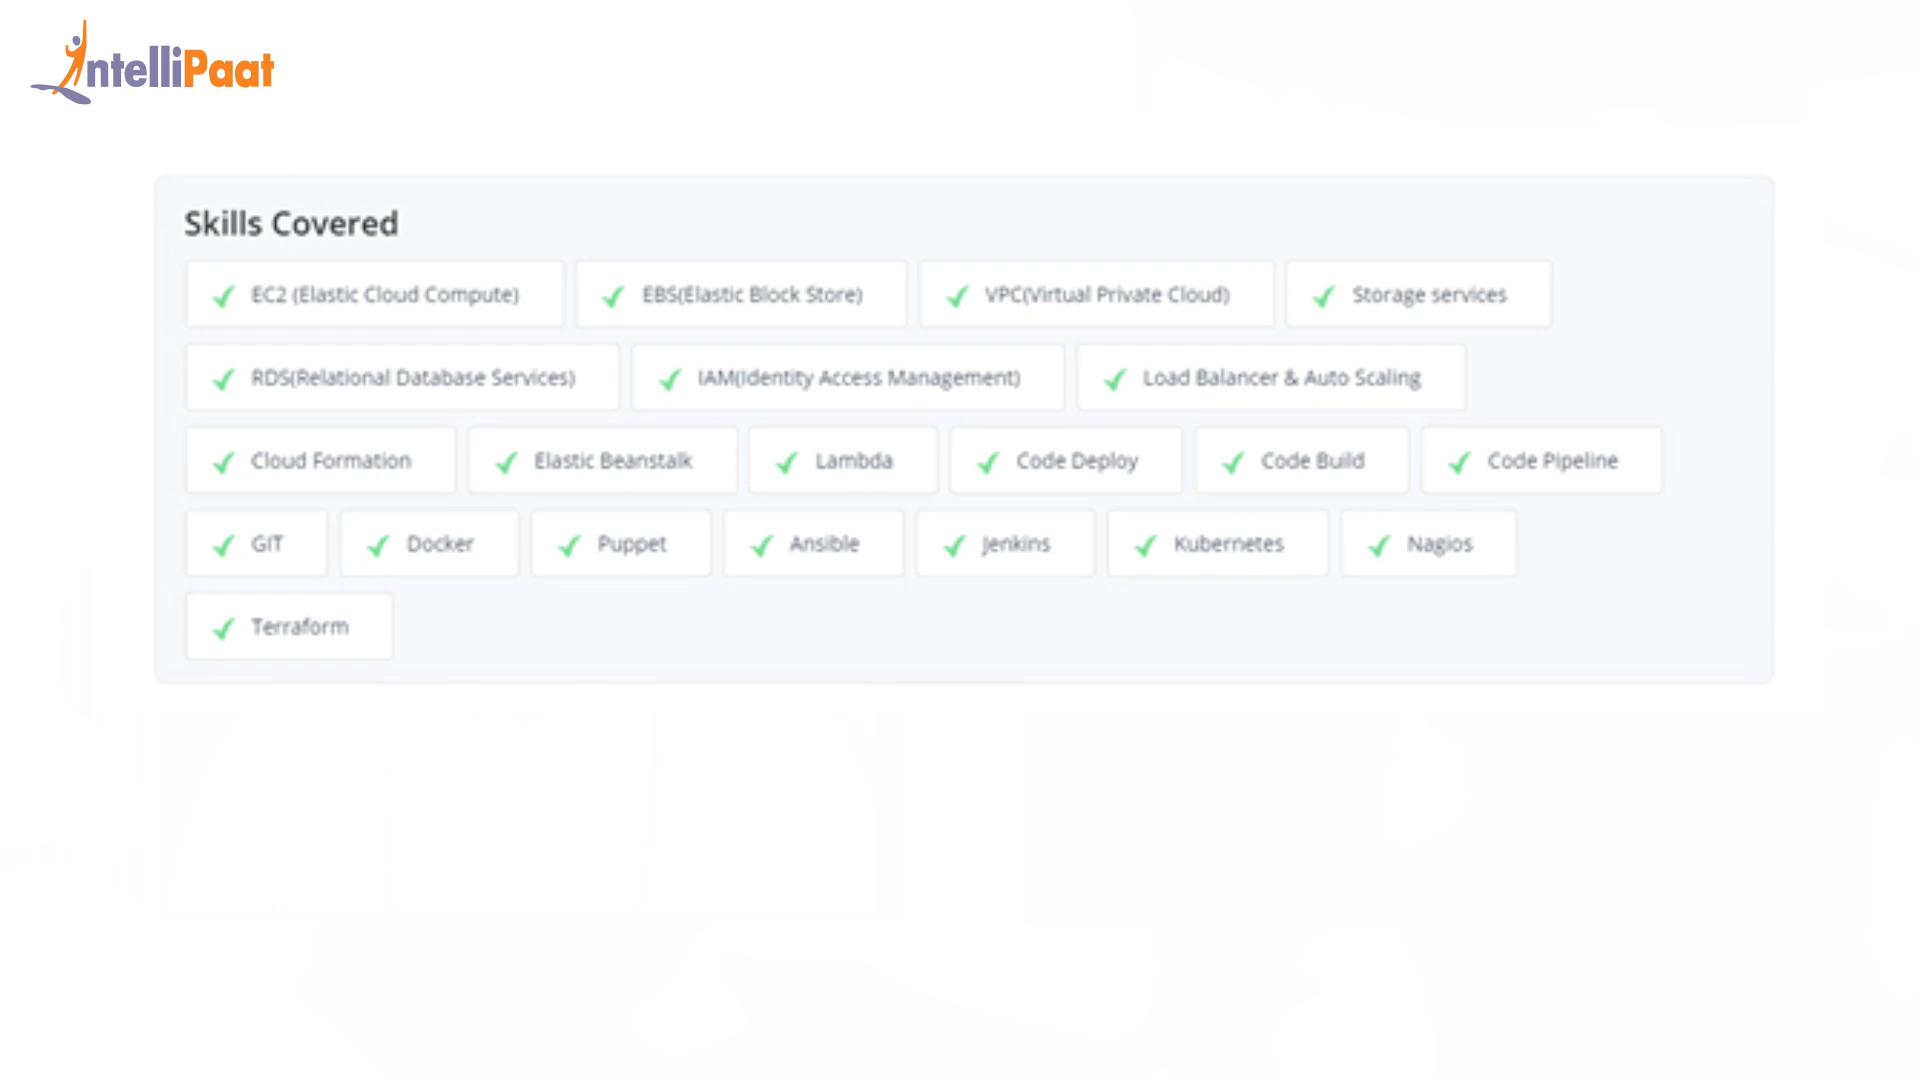 IntelliPaat
Skills Covered
EC2 (Elastic Cloud Compute) EBS(Elastic Block Store) VPC(Virtual Private Cloud) Storage services
RDS(Relational Database Services) IAM(Identity Access Management) Load Balancer & Auto Scaling
Cloud Formation Elastic Beanstalk Lambda Code Deploy Code Build Code Pipeline
GIT Docker Puppet Ansible Jenkins Kubernetes Nagios
Terraform